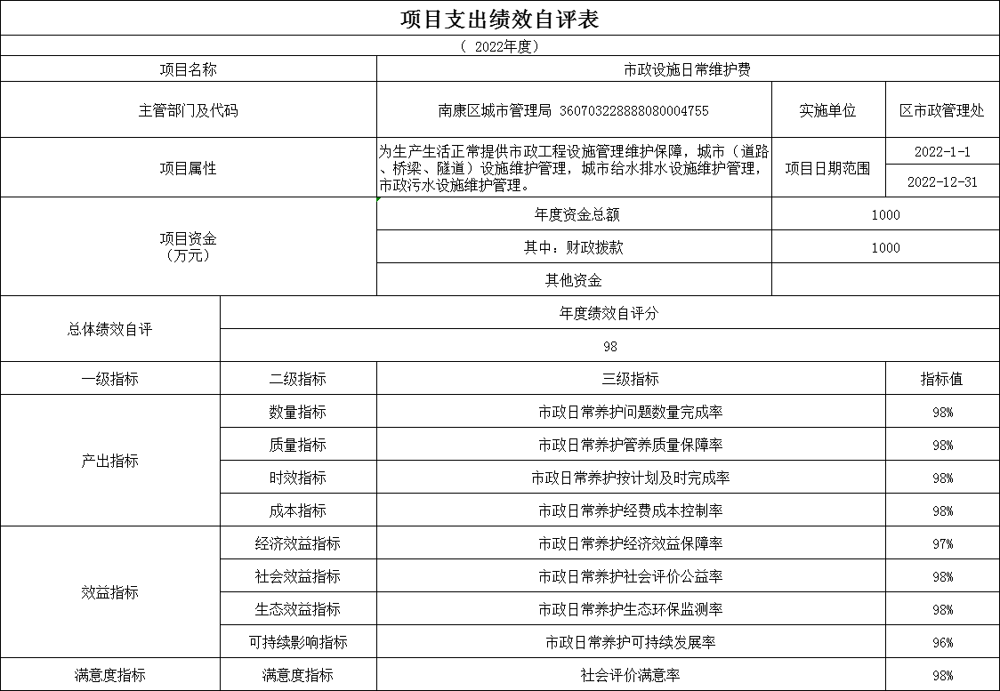 项目支出绩效自评表
（ 2022年度）
项目名称 市政设施日常维护费
主管部门及代码 南康区城市管理局 360703228888080004755 实施单位 区市政管理处
项目属性 为生产生活正常提供市政工程设施管理维护保障，城市（道路
、桥梁、隧道）设施维护管理，城市给水排水设施维护管理，
市政污水设施维护管理。
项目日期范围 2022-1-1
2022-12-31
项目资金
（万元）
年度资金总额 1000
其中：财政拨款 1000
其他资金
总体绩效自评 年度绩效自评分
98
一级指标 二级指标 三级指标 指标值
产出指标 数量指标 市政日常养护问题数量完成率 98%
质量指标 市政日常养护管养质量保障率 98%
时效指标 市政日常养护按计划及时完成率 98%
成本指标 市政日常养护经费成本控制率 98%
效益指标 经济效益指标 市政日常养护经济效益保障率 97%
社会效益指标 市政日常养护社会评价公益率 98%
生态效益指标 市政日常养护生态环保监测率 98%
可持续影响指标 市政日常养护可持续发展率 96%
满意度指标 满意度指标 社会评价满意率 98%